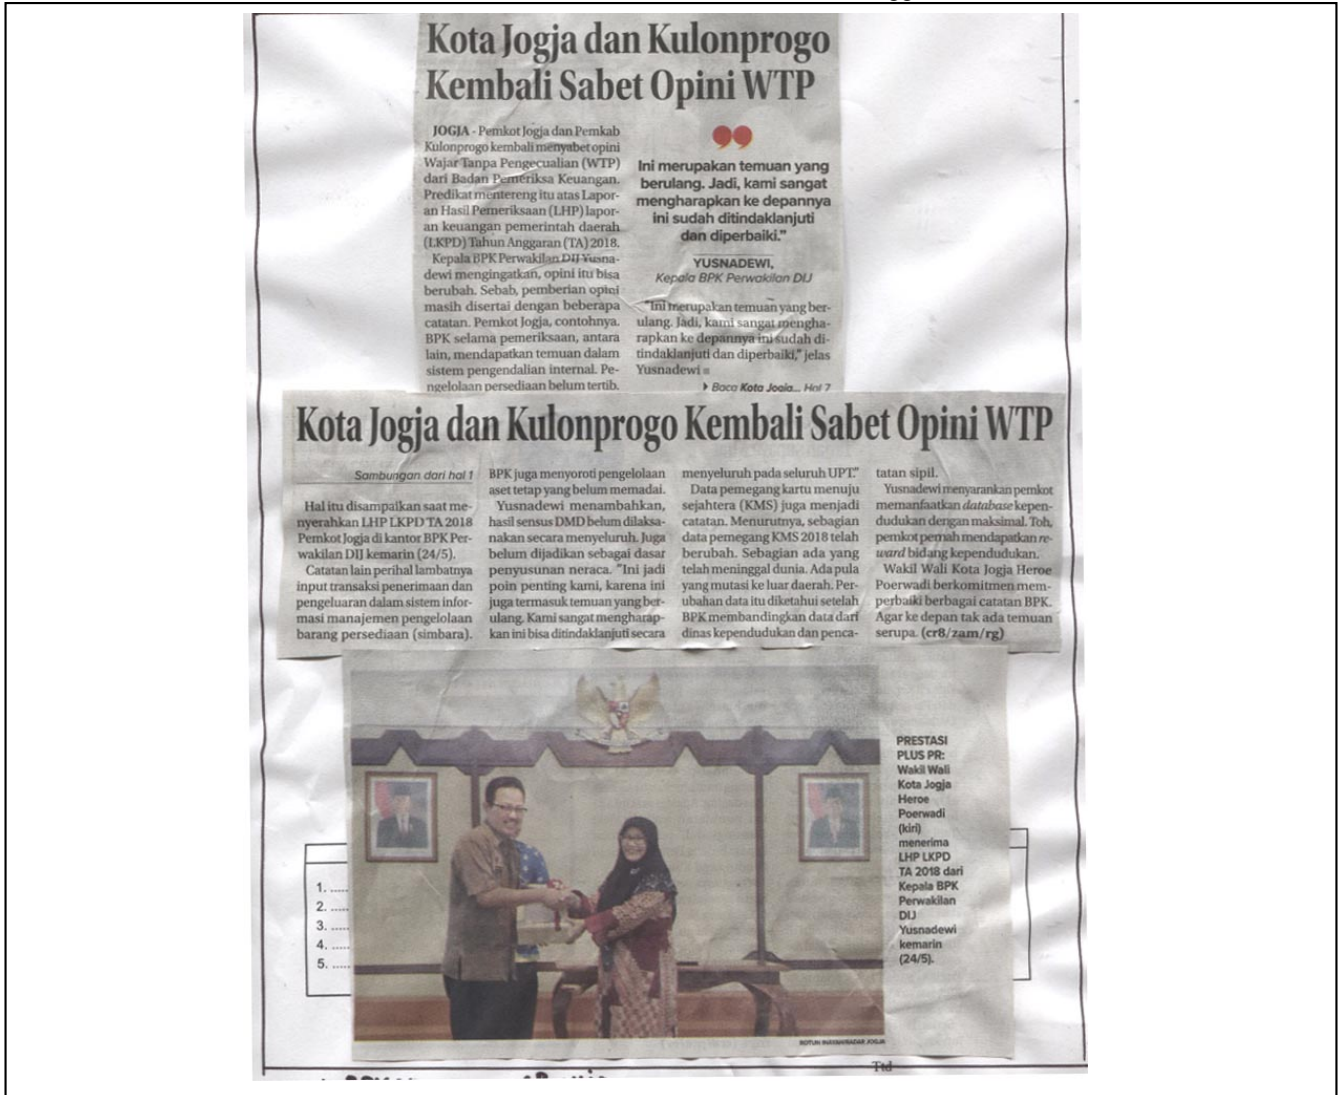 Kota Jogja dan Kulonprogo
Kembali Sabet Opini WTP
JOGJA - Pemkot Jogja dan Pemkab
Kulonprogo kembali menyabet opini
Wajar Tanpa Pengecualian (WTP)
dari Badan Pemeriksa Keuangan.
Predikat mentereng itu atas Lapor-
an Hasil Pemeriksaan (LHP) lapor-
an keuangan pemerintah daerah
(LKPD) Tahun Anggaran (TA) 2018.
Kepala BPK Perwakilan DIJ Yusna-
dewi mengingatkan, opini itu bisa
berubah. Sebab, pemberian opini
masih disertai dengan beberapa
catatan. Pemkot Jogja, contohnya.
BPK selama pemeriksaan, antara
lain, mendapatkan temuan dalam
sistem pengendalian internal. Pe-
ngelolaan persediaan belum tertib.
Ini merupakan temuan yang
berulang. Jadi, kami sangat
mengharapkan ke depannya
ini sudah ditindaklanjuti
dan diperbaiki.”
YUSNADEWI,
Kepala BPK Perwakilan DIJ
“Ini merupakan temuan yang ber-
ulang. Jadi, kami sangat mengha-
rapkan ke depannya ini sudah di-
tindaklanjuti dan diperbaiki,” jelas
Yusnadewi
Baca Kota Jogja... Hal 7
Kota Jogja dan Kulonprogo Kembali Sabet Opini WTP
Sambungan dari hal 1
Hal itu disampaikan saat me-
nyerahkan LHP LKPD TA 2018
Pemkot Jogja di kantor BPK Per-
wakilan DIJ kemarin (24/5).
Catatan lain perihal lambatnya
input transaksi penerimaan dan
pengeluaran dalam sistem infor-
masi manajemen pengelolaan
barang persediaan (simbara).
BPK juga menyoroti pengelolaan
aset tetap yang belum memadai.
Yusnadewi menambahkan,
hasil sensus DMD belum dilaksa-
nakan secara menyeluruh. Juga
belum dijadikan sebagai dasar
penyusunan neraca. “Ini jadi
poin penting kami, karena ini
juga termasuk temuan yang ber-
ulang. Kami sangat mengharap-
kan ini bisa ditindaklanjuti secara
menyeluruh pada seluruh UPT.”
Data pemegang kartu menuju
sejahtera (KMS) juga menjadi
catatan. Menurutnya, sebagian
data pemegang KMS 2018 telah
berubah. Sebagian ada yang
telah meninggal dunia. Ada pula
yang mutasi ke luar daerah. Per-
ubahan data itu diketahui setelah
BPK membandingkan data dari
dinas kependudukan dan penca-
tatan sipil.
Yusnadewi menyarankan pemkot
memanfaatkan database kepen-
dudukan dengan maksimal. Toh,
pemkot pernah mendapatkan re-
ward bidang kependudukan.
Wakil Wali Kota Jogja Heroe
Poerwadi berkomitmen mem-
perbaiki berbagai catatan BPK.
Agar ke depan tak ada temuan
serupa. (cr8/zam/rg)
PRESTASI
PLUS PR:
Wakil Wali
Kota Jogja
Heroe
Poerwadi
(kiri)
menerima
LHP LKPD
TA 2018 dari
Kepala BPK
Perwakilan
DIJ
Yusnadewi
kemarin
(24/5).
1. .....
2. .....
3. .....
4. .....
5. .....
Ttd